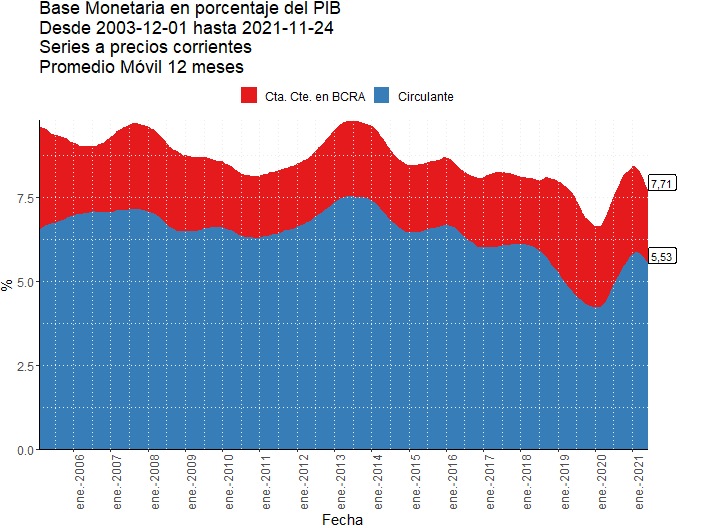 Base Monetaria en porcentaje del PIB
Desde 2003-12-01 hasta 2021-11-24
Series a precios corrientes
Promedio Móvil 12 meses
Cta. Cte. en BCRA
Circulante
7,71
7.5
5,53
5.0
%
2.5
0.0
ene.-2006
ene.-2007
ene.-2008
ene.-2009
ene.-2010
ene.-2011
ene.-2012
ene.-2013
ene.-2014
ene.-2015
ene.-2016
ene.-2017
ene.-2018
ene.-2019
ene.-2020
ene.-2021
Fecha